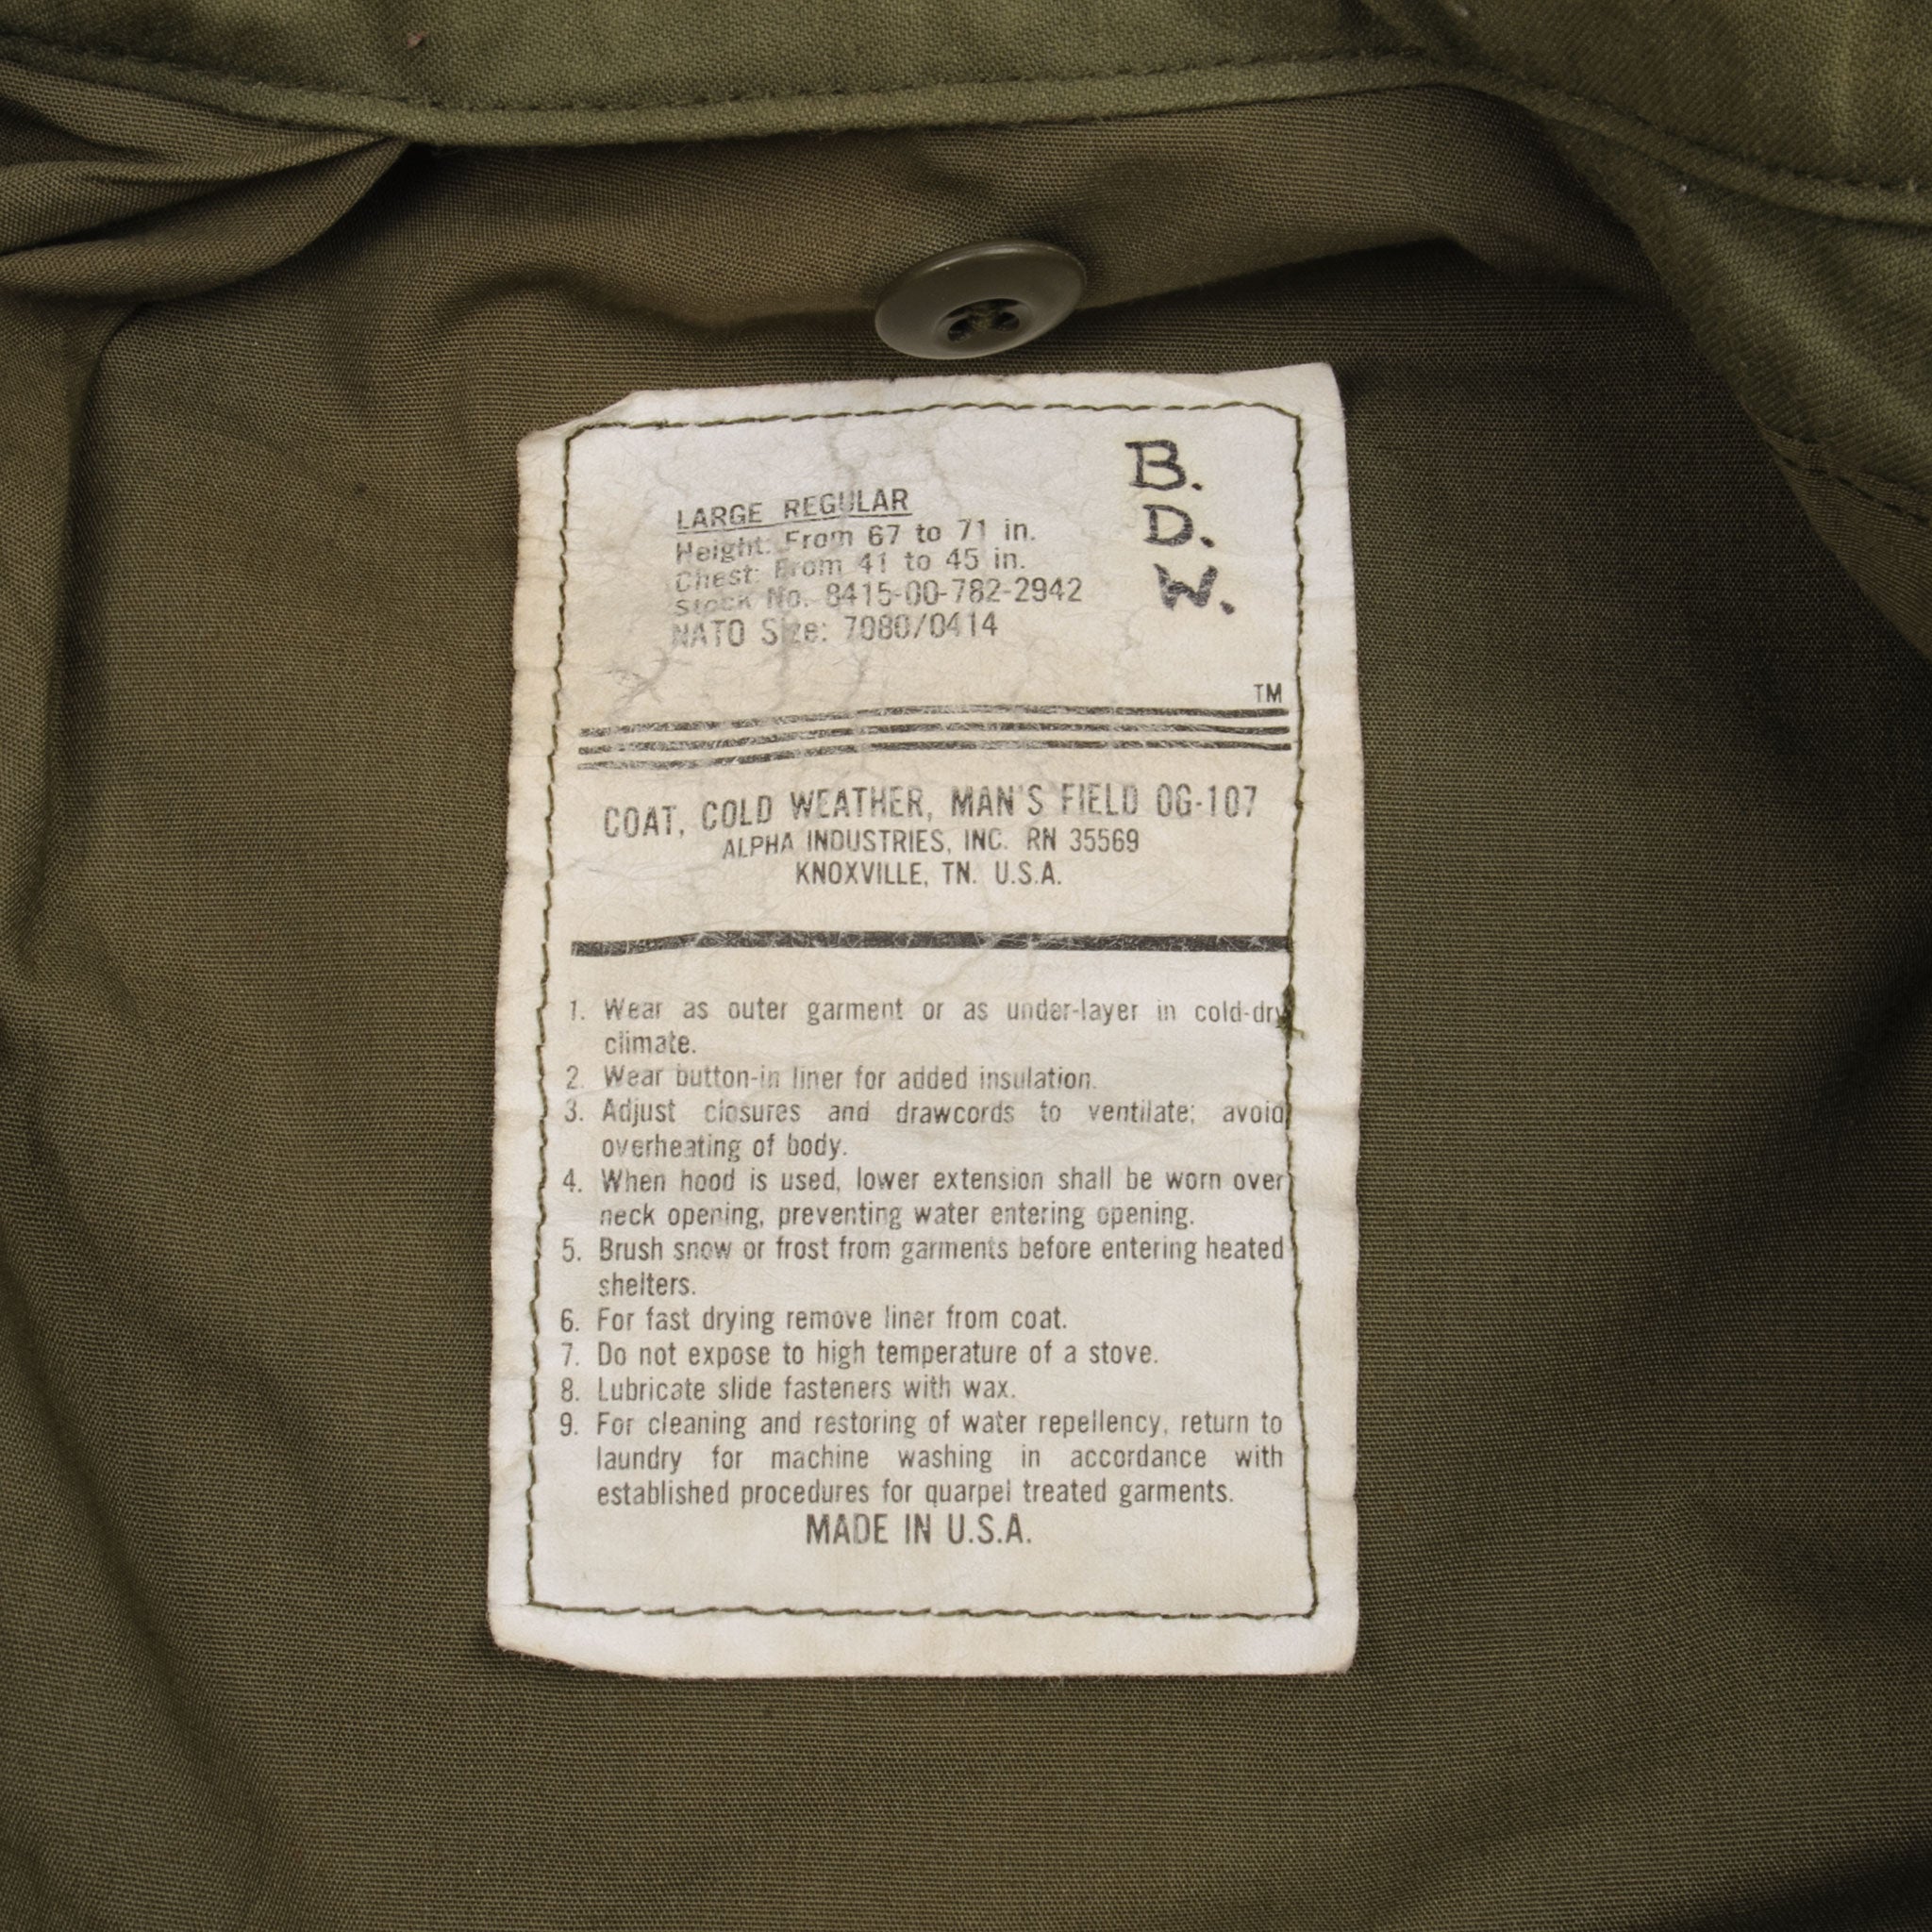 B.
D.
W.
LARGE REGULAR
Height: From 67 to 71 in.
Chest: From 41 to 45 in.
Stock No. 8415-00-782-2942
NATO Size: 7080/0414
TM
COAT, COLD WEATHER, MAN'S FIELD OG-107
ALPHA INDUSTRIES, INC. RN 35569
KNOXVILLE, TN. U.S.A.
1. Wear as outer garment or as under-layer in cold-dry
climate.
2. Wear button-in liner for added insulation.
3. Adjust closures and drawcords to ventilate; avoid
overheating of body.
4. When hood is used, lower extension shall be worn over
neck opening, preventing water entering opening.
5. Brush snow or frost from garments before entering heated
shelters.
6. For fast drying remove liner from coat.
7. Do not expose to high temperature of a stove.
8. Lubricate slide fasteners with wax.
9. For cleaning and restoring of water repellency, return to
laundry for machine washing in accordance with
established procedures for quarpel treated garments.
MADE IN U.S.A.